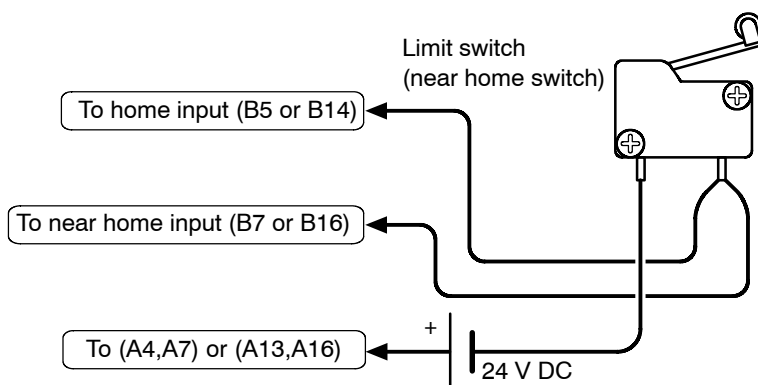 Limit switch
(near home switch)
To home input (B5 or B14)
To near home input (B7 or B16)
To (A4,A7) or (A13,A16)
+
24 V DC